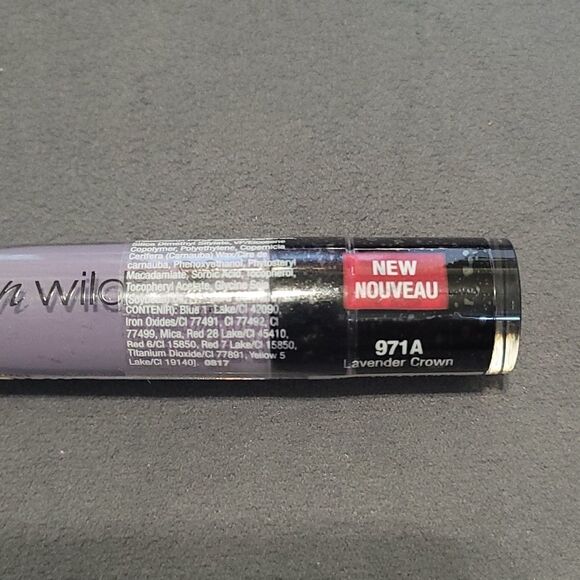 n wild
Silica Dimethyl Silylate, VP/Eicosene
Copolymer, Polyethylene, Copernicia
Cerifera (Carnauba) Wax/Cire de
carnauba, Phenoxyethanol, Phytosteryl
Macadamiate, Sorbic Acid, Tocopherol,
Tocopheryl Acetate, Glycine
CONTENIR): Blue 1 Lake/CI 42090,
Iron Oxides/CI 77491, CI 77492, CI
77499, Mica, Red 28 Lake/CI 45410,
Red 6/CI 15850, Red 7 Lake/CI 15850,
Titanium Dioxide/CI 77891, Yellow 5
Lake/CI 19140]. 0817
NEW
NOUVEAU
971A
Lavender Crown